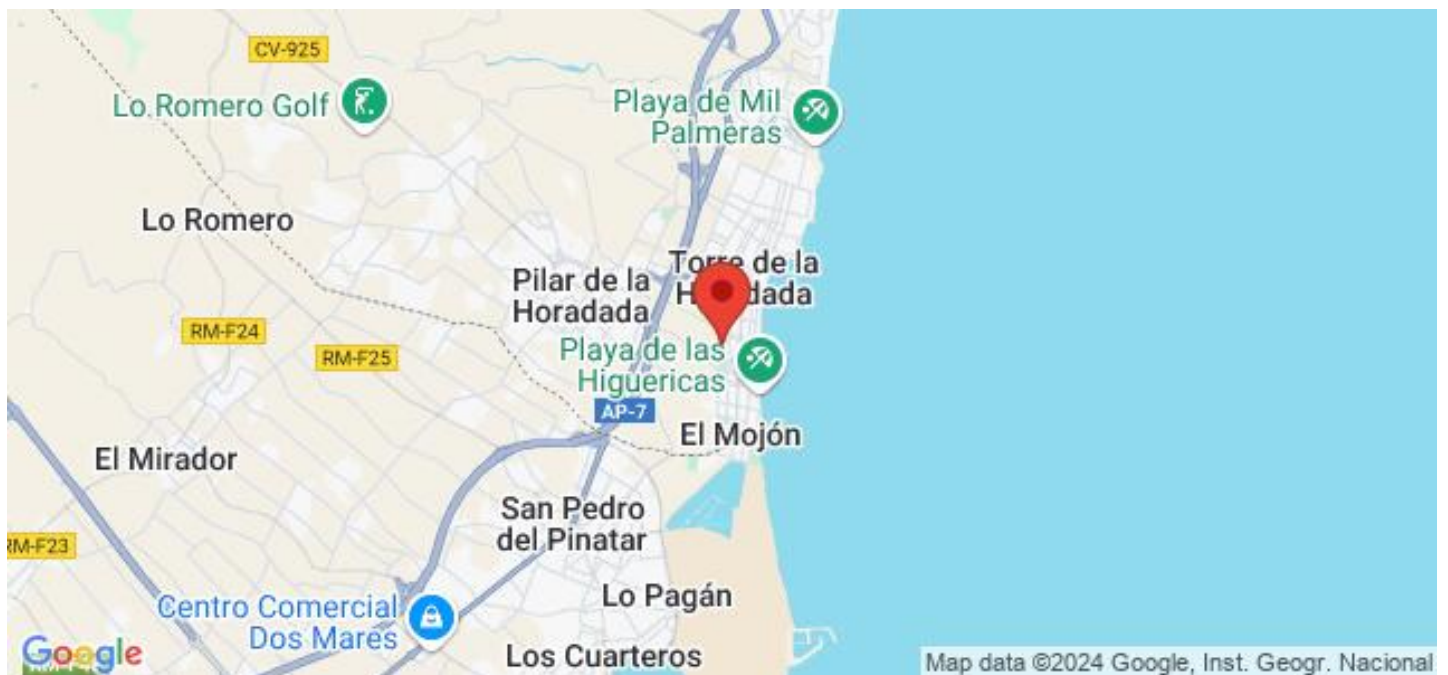 CV-925
Lo Romero Golf
Playa de Mil
Palmeras
Lo Romero
Torre de la
Horadada
Pilar de la
Horadada
RM-F24
RM-F25
Playa de las
Higuericas
AP-7
El Mojón
El Mirador
San Pedro
del Pinatar
RM-F23
Centro Comercial
Dos Mares
Lo Pagán
Los Cuarteros
Google
Map data ©2024 Google, Inst. Geogr. Nacional